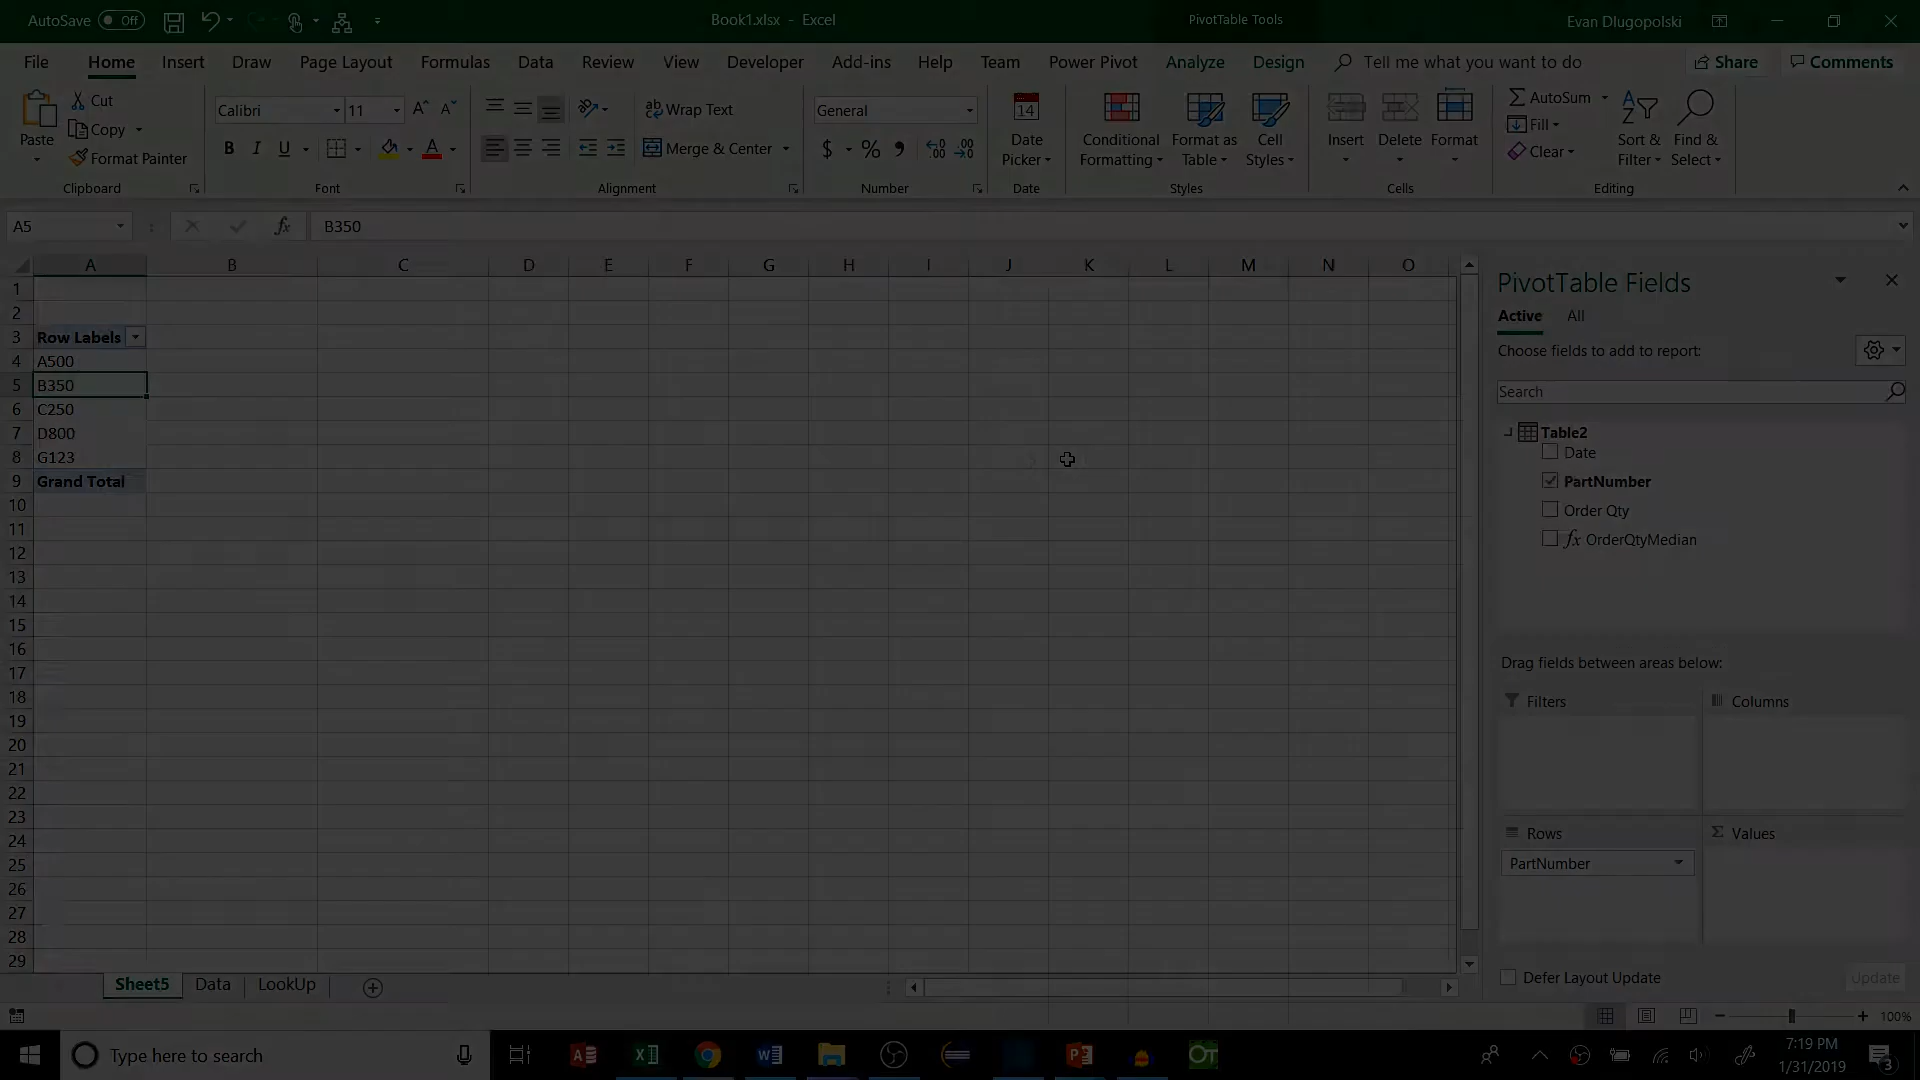 AutoSave Off Book1.xlsx - Excel PivotTable Tools Evan Dlugopolski
File Home Insert Draw Page Layout Formulas Data Review View Developer Add-ins Help Team Power Pivot Analyze Design Tell me what you want to do Share Comments
Paste
Cut
Copy
Format Painter
Clipboard
Calibri 11
B I U
Font
Wrap Text
Merge & Center
Alignment
General
$ % 9
Number
14
Date Picker
Date
Conditional Formatting
Format as Table
Cell Styles
Styles
Insert Delete Format
Cells
AutoSum
Fill
Clear
Sort & Filter
Find & Select
Editing
A5 fx B350
A B C D E F G H I J K L M N O
1
2
3 Row Labels
4 A500
5 B350
6 C250
7 D800
8 G123
9 Grand Total
10
11
12
13
14
15
16
17
18
19
20
21
22
23
24
25
26
27
28
29
PivotTable Fields
Active All
Choose fields to add to report:
Search
Table2
Date
PartNumber
Order Qty
fx OrderQtyMedian
Drag fields between areas below:
Filters Columns
Rows Values
PartNumber
Defer Layout Update Update
Sheet5 Data LookUp
100%
Type here to search
7:19 PM
1/31/2019
3